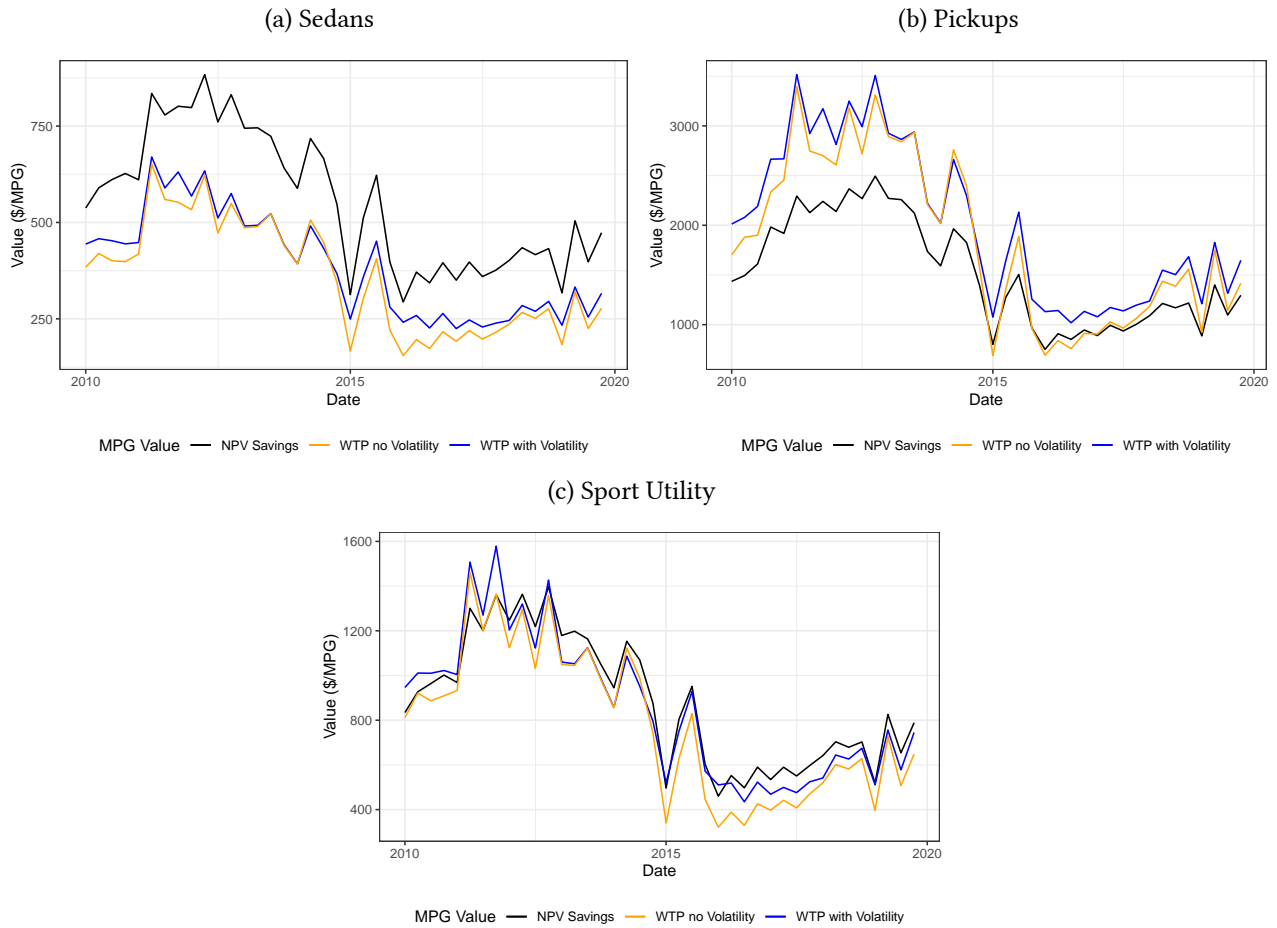 (a) Sedans
Value ($/MPG)
750
500
250
2010 2015 2020
Date
MPG Value NPV Savings WTP no Volatility WTP with Volatility
(b) Pickups
Value ($/MPG)
3000
2000
1000
2010 2015 2020
Date
MPG Value NPV Savings WTP no Volatility WTP with Volatility
(c) Sport Utility
Value ($/MPG)
1600
1200
800
400
2010 2015 2020
Date
MPG Value NPV Savings WTP no Volatility WTP with Volatility